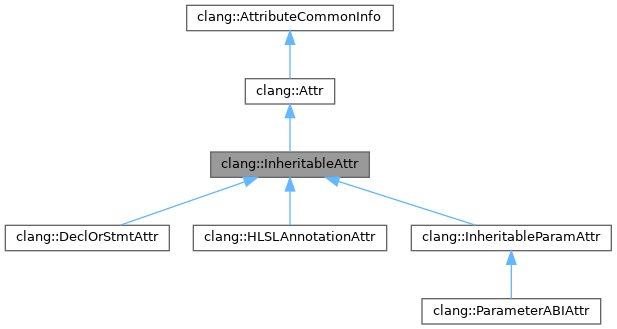 clang::AttributeCommonInfo
clang::Attr
clang::InheritableAttr
clang::DeclOrStmtAttr
clang::HLSLAnnotationAttr
clang::InheritableParamAttr
clang::ParameterABIAttr